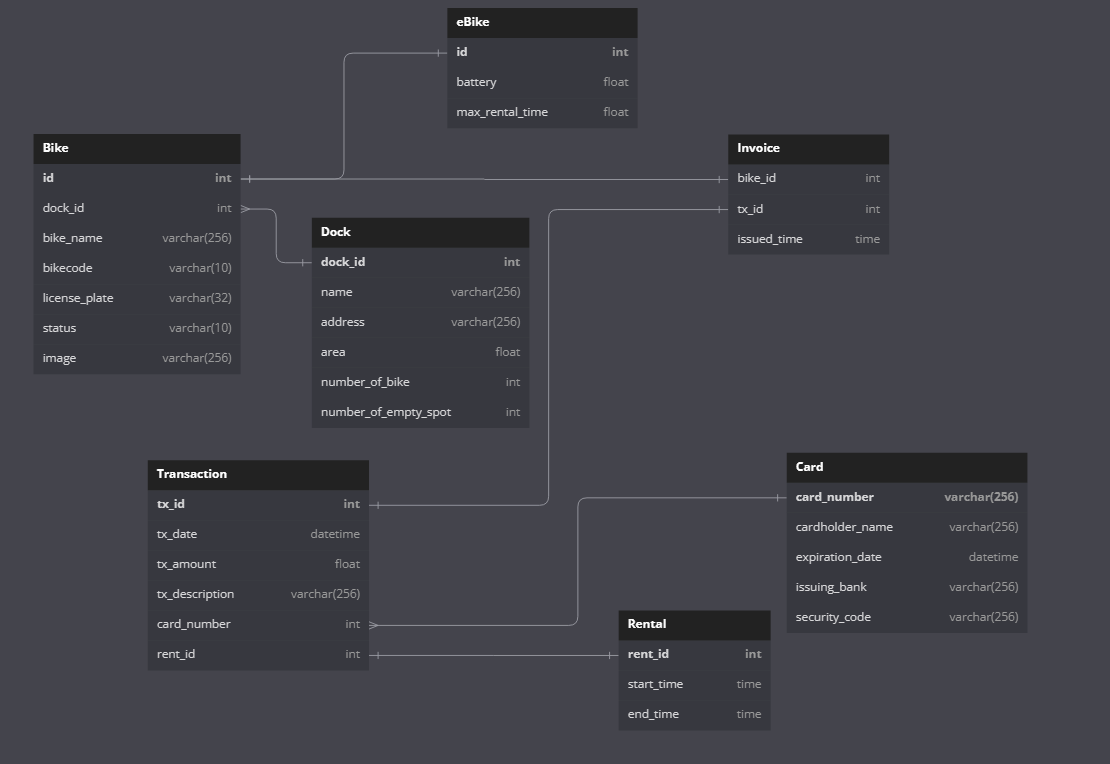 eBike
id int
battery float
max_rental_time float
Bike
id int
dock_id int
bike_name varchar(256)
bikecode varchar(10)
license_plate varchar(32)
status varchar(10)
image varchar(256)
Invoice
bike_id int
tx_id int
issued_time time
Dock
dock_id int
name varchar(256)
address varchar(256)
area float
number_of_bike int
number_of_empty_spot int
Transaction
tx_id int
tx_date datetime
tx_amount float
tx_description varchar(256)
card_number int
rent_id int
Card
card_number varchar(256)
cardholder_name varchar(256)
expiration_date datetime
issuing_bank varchar(256)
security_code varchar(256)
Rental
rent_id int
start_time time
end_time time